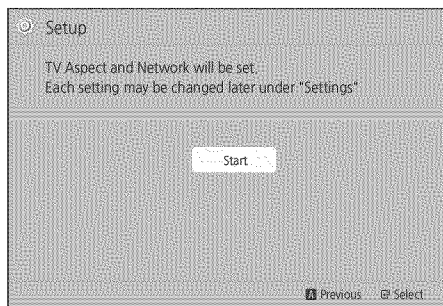 Setup
TV Aspect and Network will be set.
Each setting may be changed later under "Settings"
Start
A Previous Select